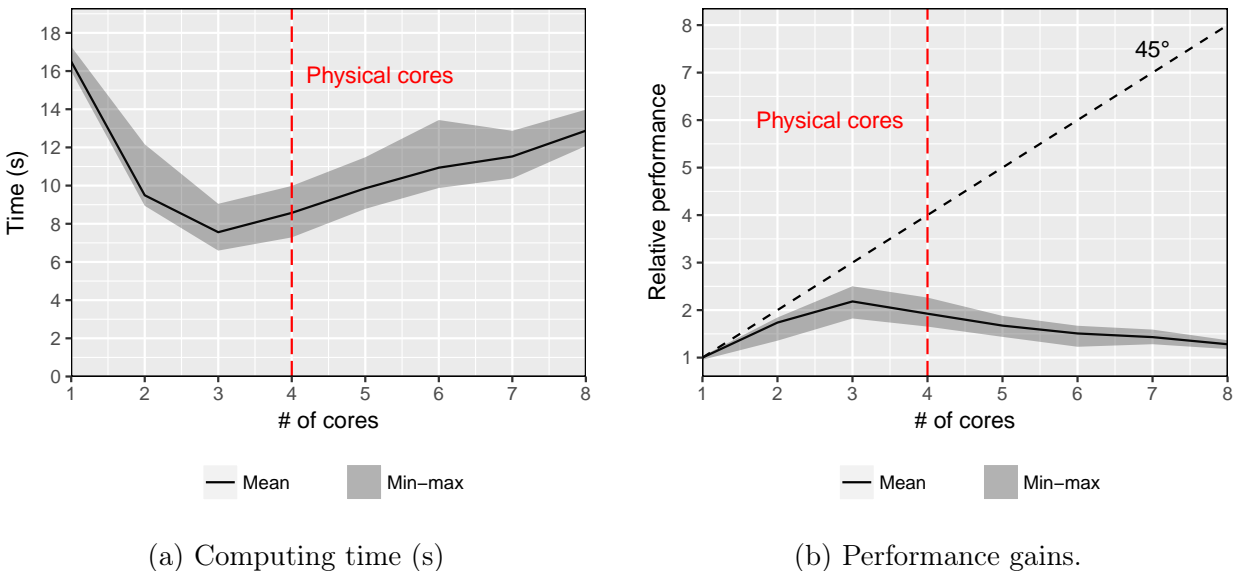 18
16
14
12
10
8
6
4
2
0
Time (s)
Physical cores
1 2 3 4 5 6 7 8
# of cores
Mean Min−max
(a) Computing time (s)
8
7
6
5
4
3
2
1
Relative performance
45°
Physical cores
1 2 3 4 5 6 7 8
# of cores
Mean Min−max
(b) Performance gains.